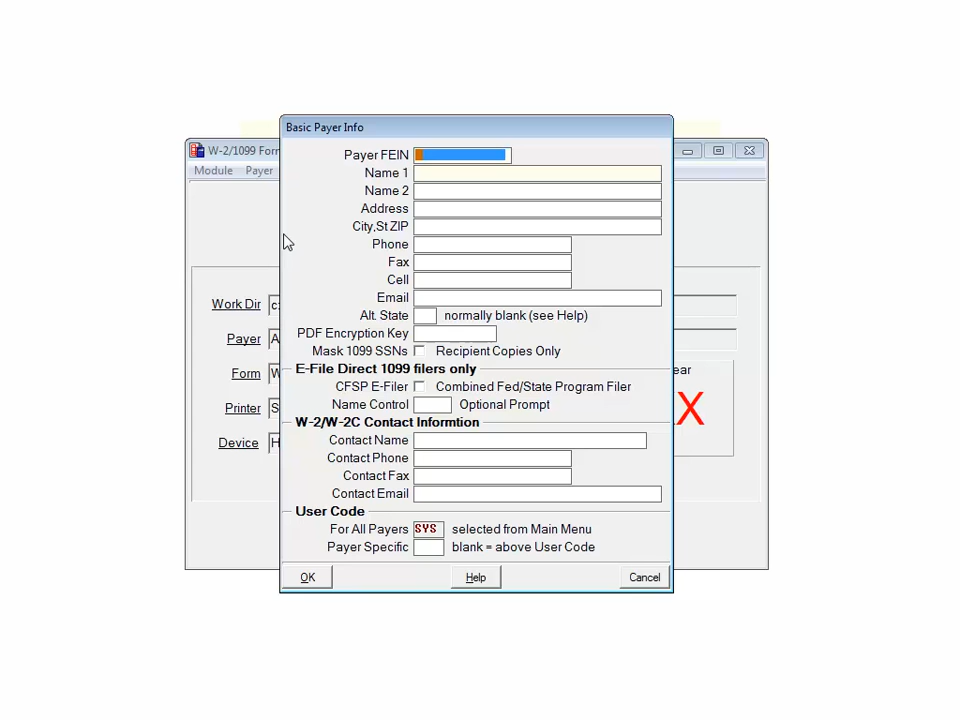 Basic Payer Info
W-2/1099 For
Module Payer
Payer FEIN
Name 1
Name 2
Address
City,St ZIP
Phone
Fax
Cell
Email
Alt. State normally blank (see Help)
PDF Encryption Key
Mask 1099 SSNs Recipient Copies Only
E-File Direct 1099 filers only
CFSP E-Filer Combined Fed/State Program Filer
Name Control Optional Prompt
W-2/W-2C Contact Informtion
Contact Name
Contact Phone
Contact Fax
Contact Email
User Code
For All Payers SYS selected from Main Menu
Payer Specific blank = above User Code
OK Help Cancel
Work Dir c:
Payer A
Form W
Printer S
Device H
ear
X